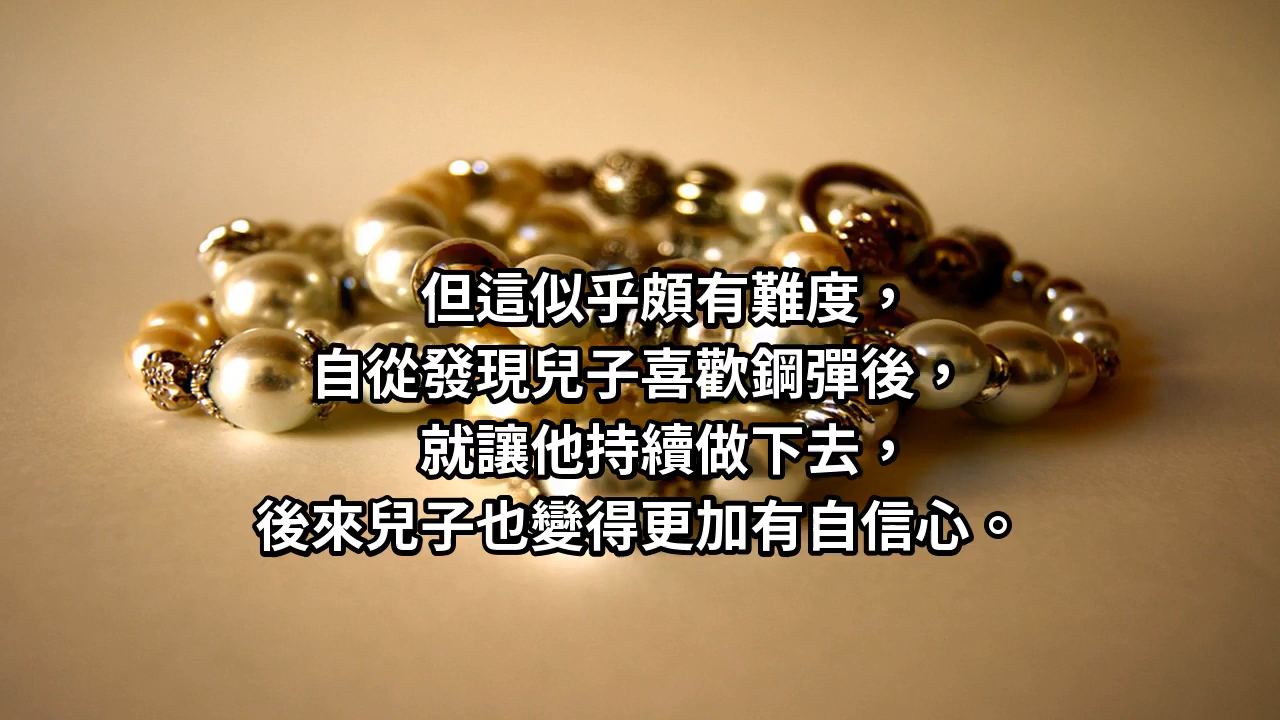 但這似乎頗有難度，
自從發現兒子喜歡鋼彈後，
就讓他持續做下去，
後來兒子也變得更加有自信心。